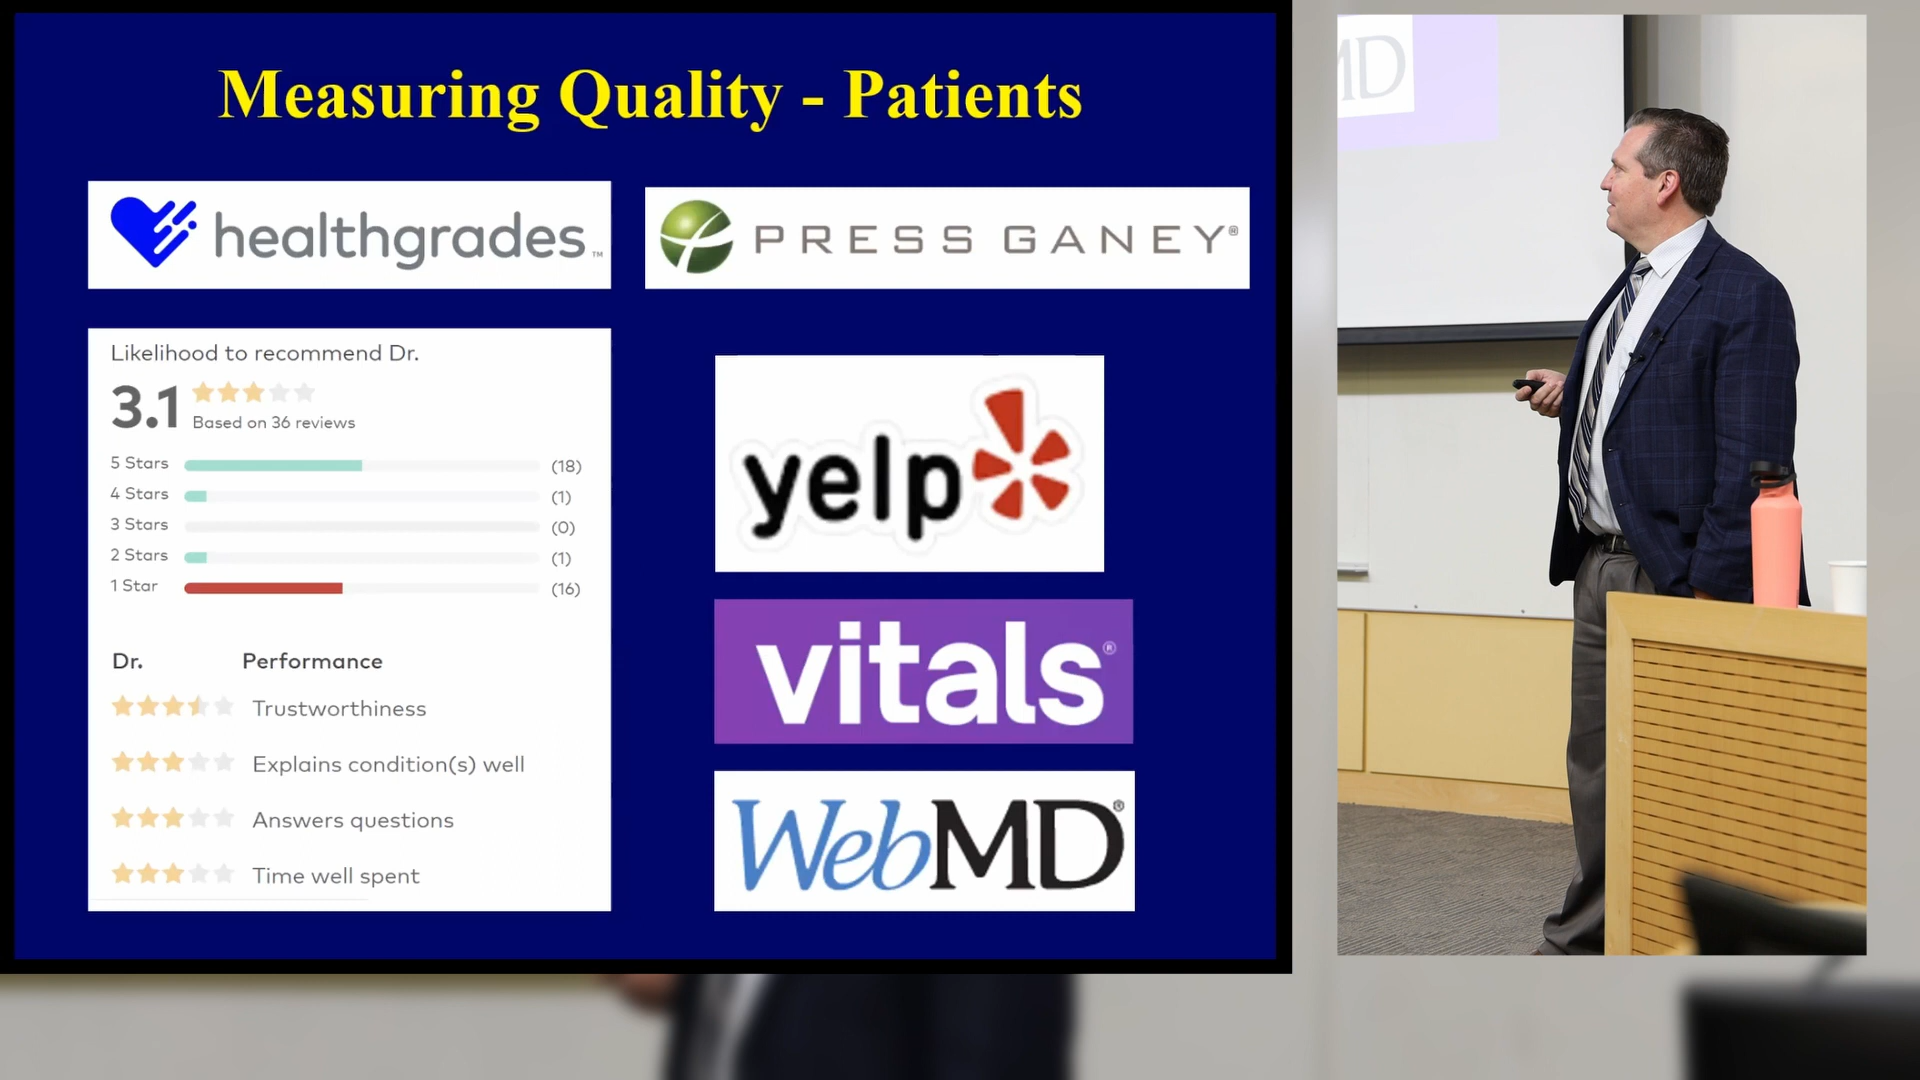 Measuring Quality - Patients
healthgrades™
PRESS GANEY®
Likelihood to recommend Dr.
3.1
Based on 36 reviews
5 Stars (18)
4 Stars (1)
3 Stars (0)
2 Stars (1)
1 Star (16)
Dr. Performance
Trustworthiness
Explains condition(s) well
Answers questions
Time well spent
yelp
vitals®
WebMD®
MD